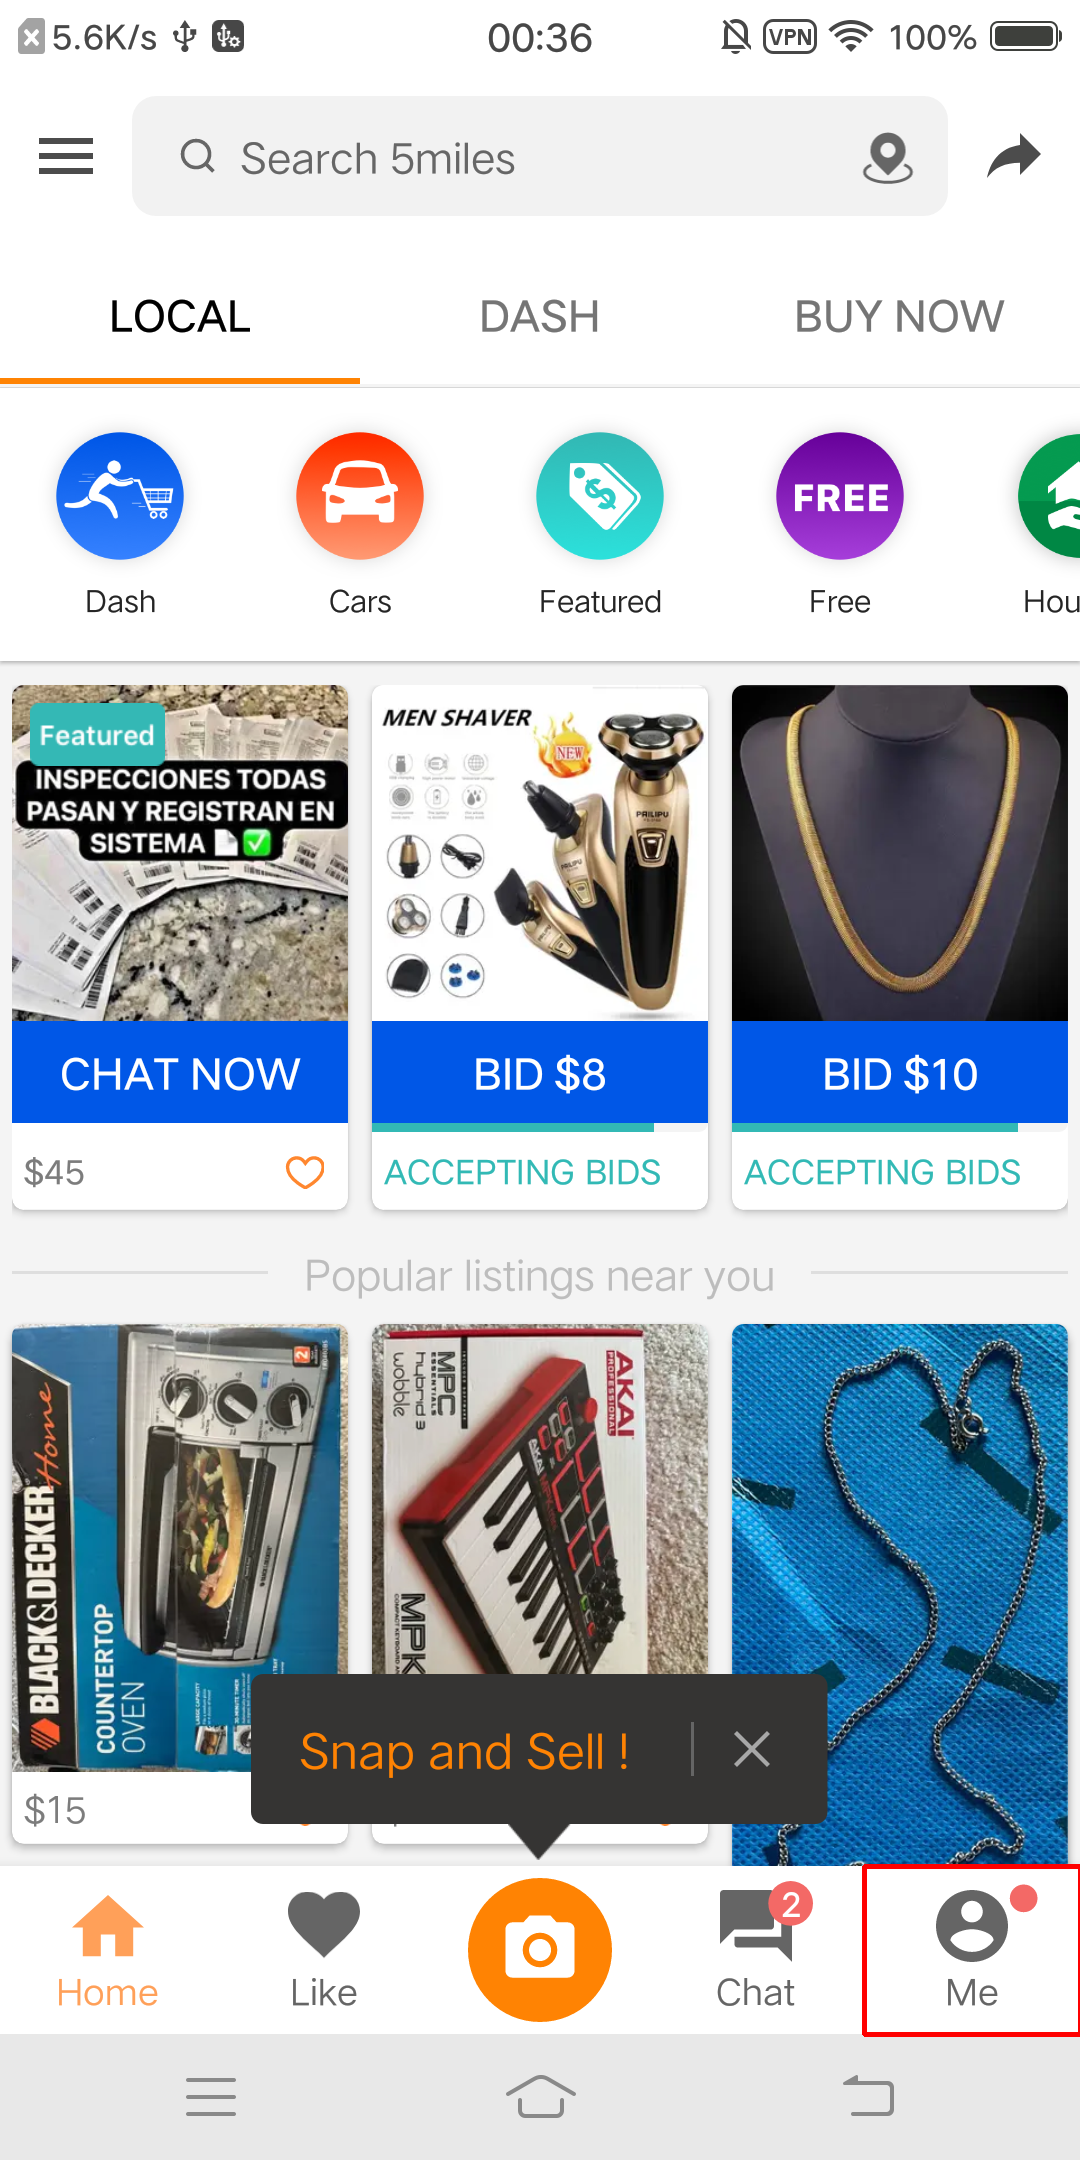 5.6K/s
00:36
VPN
100%
Search 5miles
LOCAL
DASH
BUY NOW
FREE
Dash
Cars
Featured
Free
Hou
Featured
INSPECCIONES TODAS
PASAN Y REGISTRAN EN
SISTEMA
MEN SHAVER
NEW
PRILIPU
CHAT NOW
BID $8
BID $10
$45
ACCEPTING BIDS
ACCEPTING BIDS
Popular listings near you
BLACK&DECKER
Home
COUNTERTOP
OVEN
2
AKAI
PROFESSIONAL
MPC
ESSENTIALS
hybrid 3
wobble
AKAI
MPK
Snap and Sell !
$15
2
Home
Like
Chat
Me